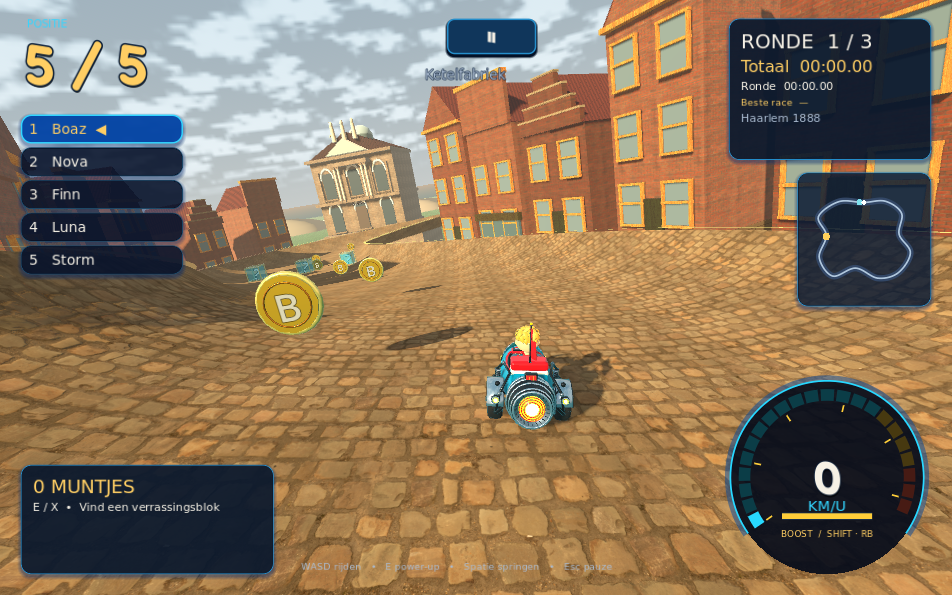 POSITIE
5 / 5
1 Boaz ◀
2 Nova
3 Finn
4 Luna
5 Storm
Ketelfabriek
RONDE 1 / 3
Totaal 00:00.00
Ronde 00:00.00
Beste race —
Haarlem 1888
B
B
0 MUNTJES
E / X • Vind een verrassingsblok
WASD rijden • E power-up • Spatie springen • Esc pauze
0
KM/U
BOOST / SHIFT · RB